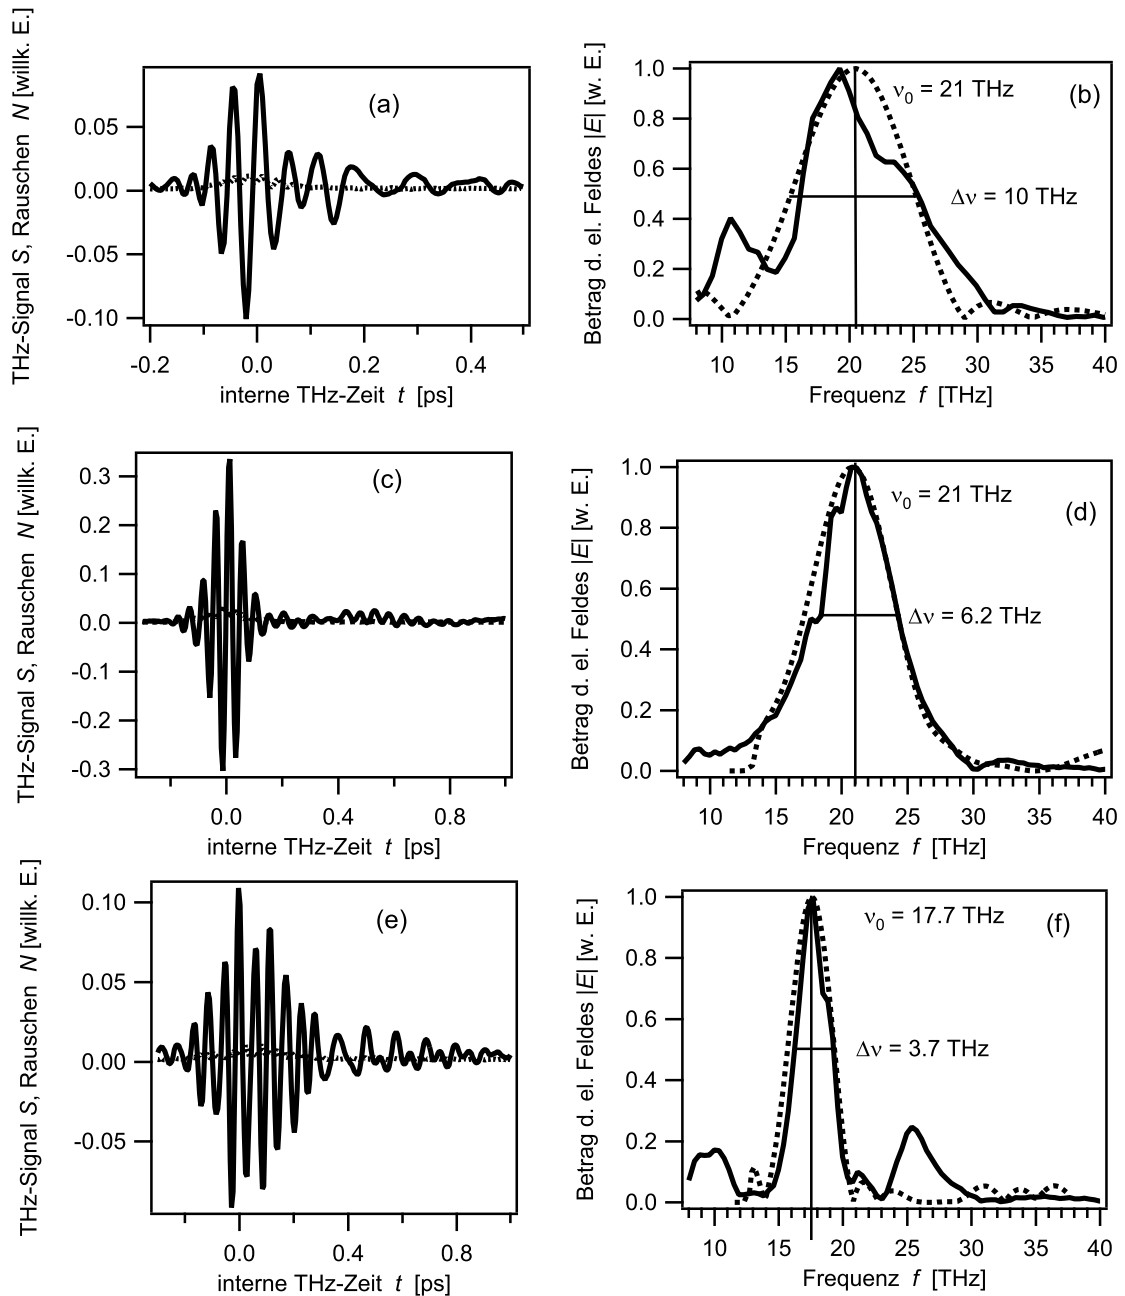 THz-Signal S, Rauschen N [willk. E.]
0.05
0.00
-0.05
-0.10
(a)
-0.2 0.0 0.2 0.4
interne THz-Zeit t [ps]
Betrag d. el. Feldes |E| [w. E.]
1.0
0.8
0.6
0.4
0.2
0.0
ν0 = 21 THz
(b)
Δν = 10 THz
10 15 20 25 30 35 40
Frequenz f [THz]
THz-Signal S, Rauschen N [willk. E.]
0.3
0.2
0.1
0.0
-0.1
-0.2
-0.3
(c)
0.0 0.4 0.8
interne THz-Zeit t [ps]
Betrag d. el. Feldes |E| [w. E.]
1.0
0.8
0.6
0.4
0.2
0.0
ν0 = 21 THz
(d)
Δν = 6.2 THz
10 15 20 25 30 35 40
Frequenz f [THz]
THz-Signal S, Rauschen N [willk. E.]
0.10
0.05
0.00
-0.05
(e)
0.0 0.4 0.8
interne THz-Zeit t [ps]
Betrag d. el. Feldes |E| [w. E.]
1.0
0.8
0.6
0.4
0.2
0.0
ν0 = 17.7 THz
(f)
Δν = 3.7 THz
10 15 20 25 30 35 40
Frequenz f [THz]